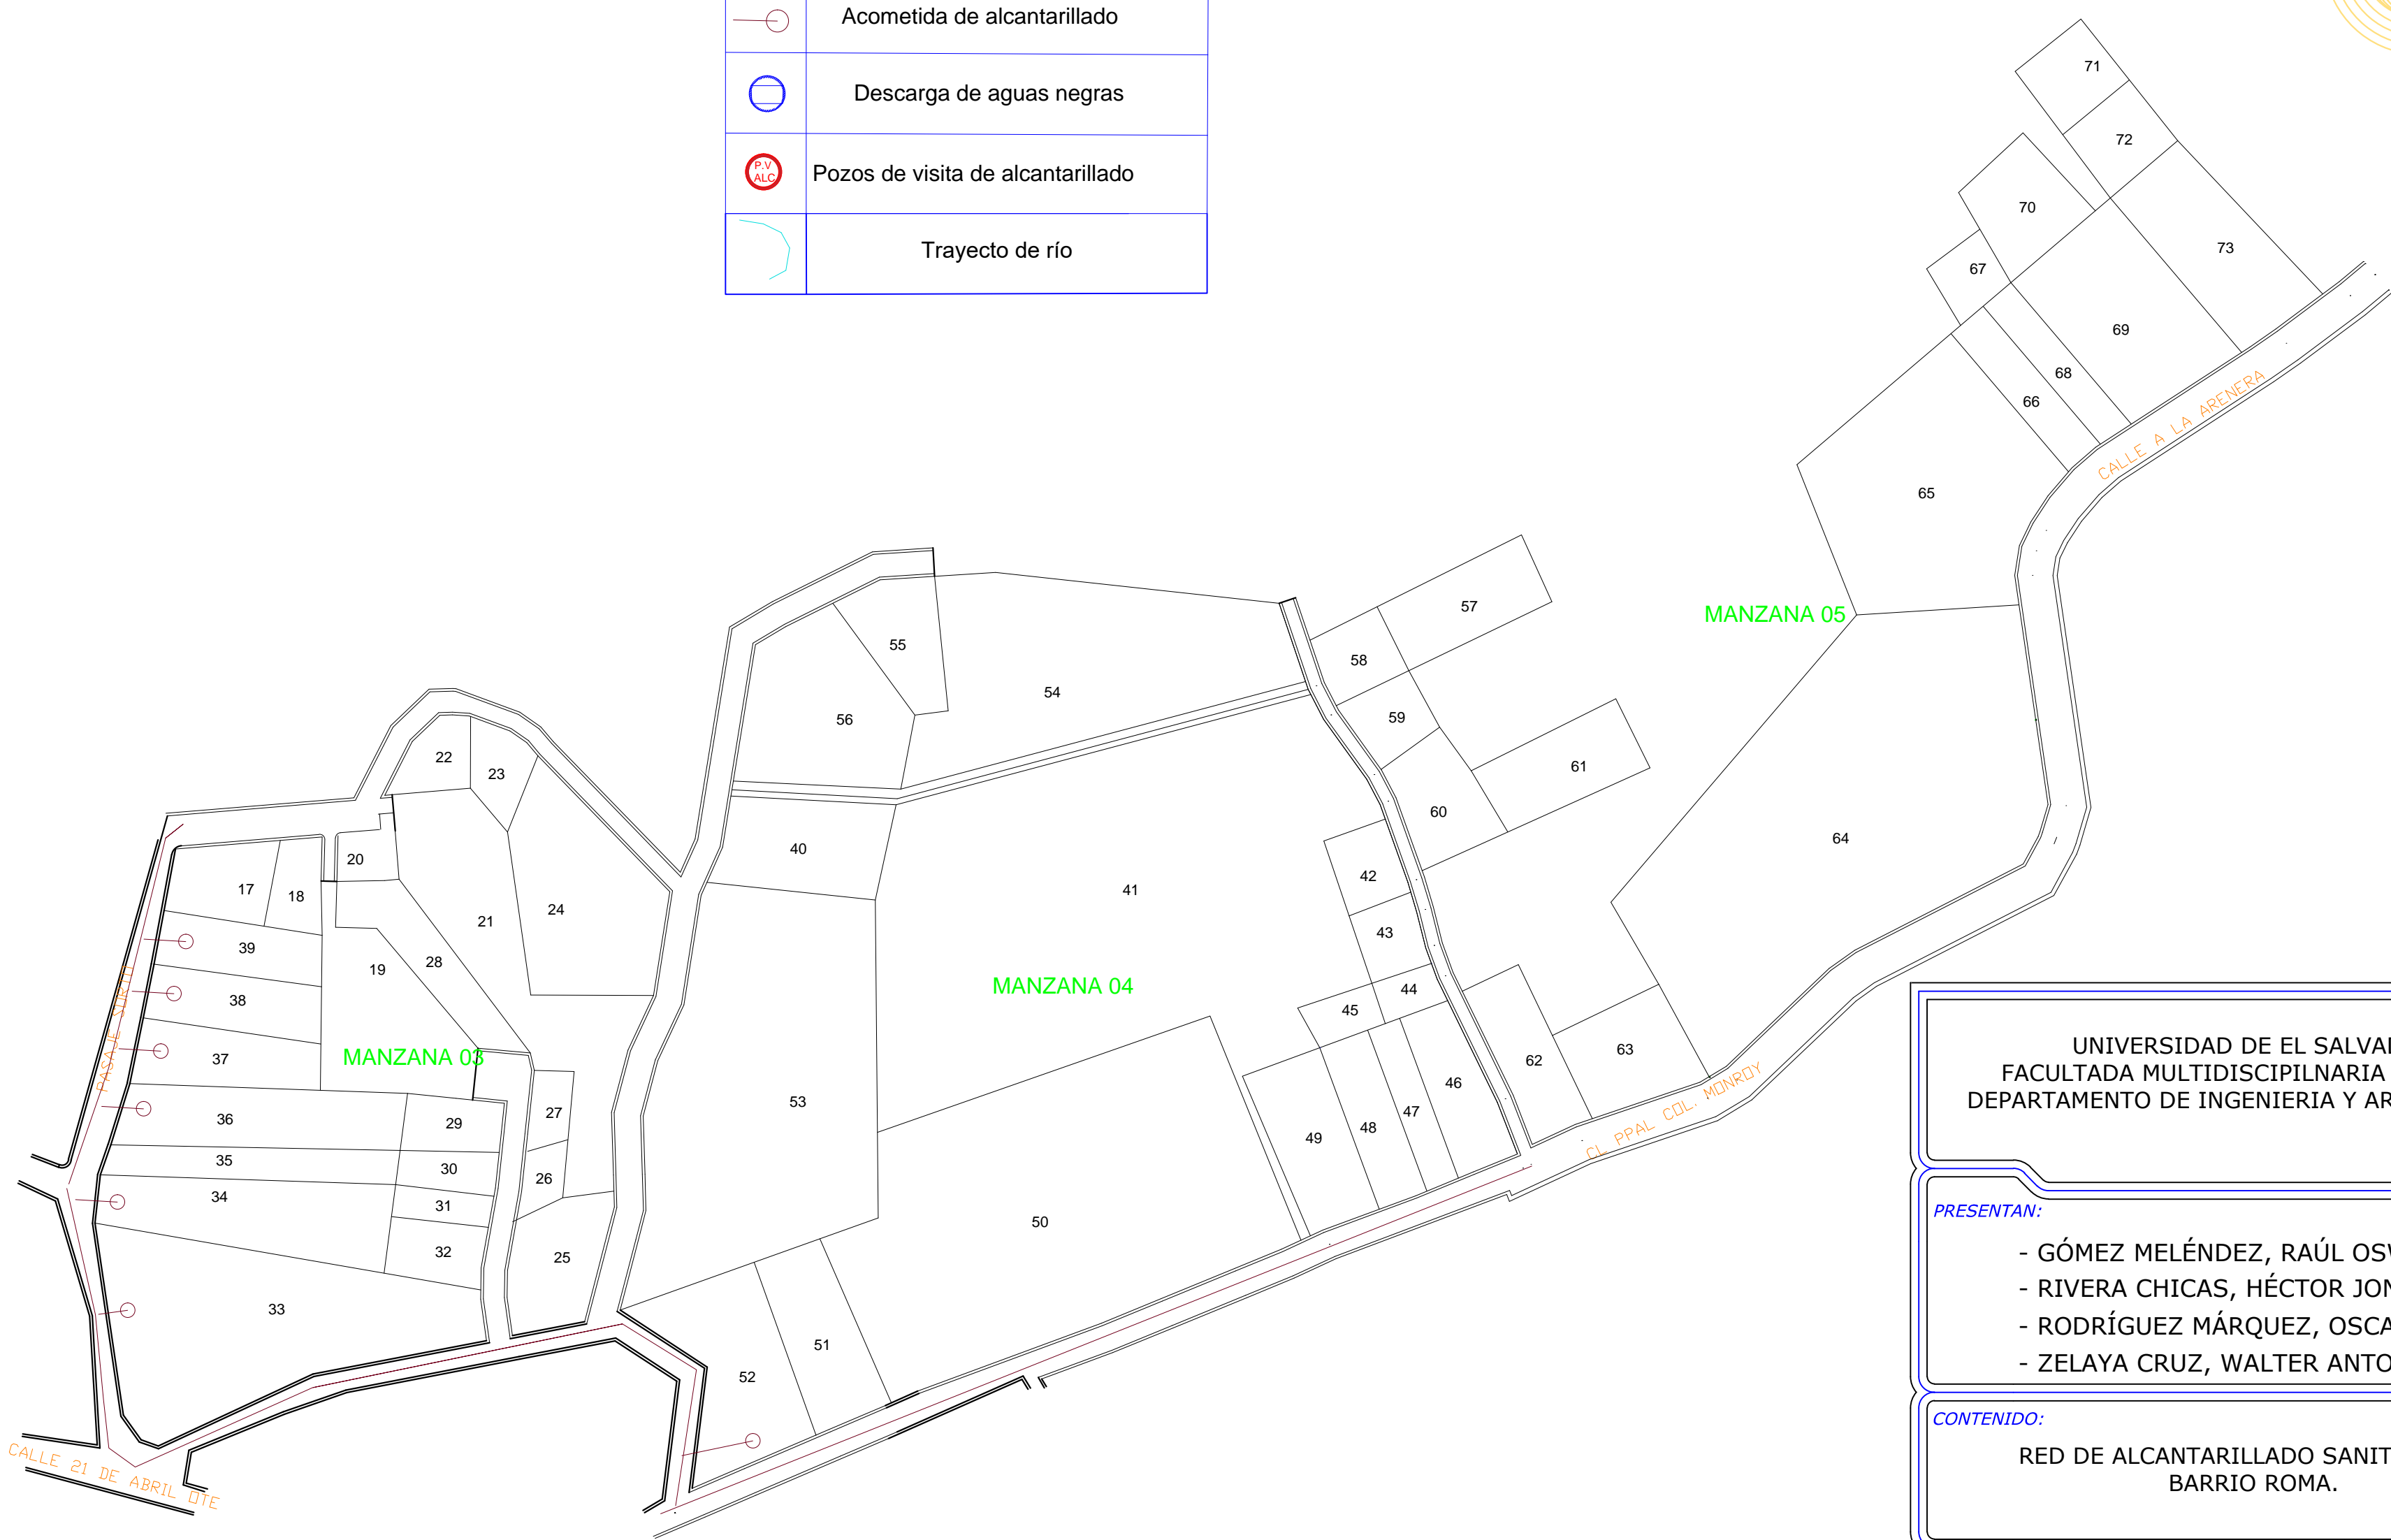 Acometida de alcantarillado
Descarga de aguas negras
P.V
ALC
Pozos de visita de alcantarillado
Trayecto de río
71
72
70
73
67
69
68
66
CALLE A LA ARENERA
65
MANZANA 05
57
58
55
54
59
56
22
23
61
60
64
40
20
42
17
18
41
24
21
43
39
28
19
MANZANA 04
44
38
45
PASAJE
37
MANZANA 03
63
62
46
CL. PPAL COL. MONROY
53
27
47
36
29
48
49
35
30
26
34
31
50
32
25
33
51
52
CALLE 21 DE ABRIL OTE
UNIVERSIDAD DE EL SALVA
FACULTADA MULTIDISCIPILNARIA
DEPARTAMENTO DE INGENIERIA Y AR
PRESENTAN:
- GÓMEZ MELÉNDEZ, RAÚL OSW
- RIVERA CHICAS, HÉCTOR JON
- RODRÍGUEZ MÁRQUEZ, OSCA
- ZELAYA CRUZ, WALTER ANTO
CONTENIDO:
RED DE ALCANTARILLADO SANIT
BARRIO ROMA.